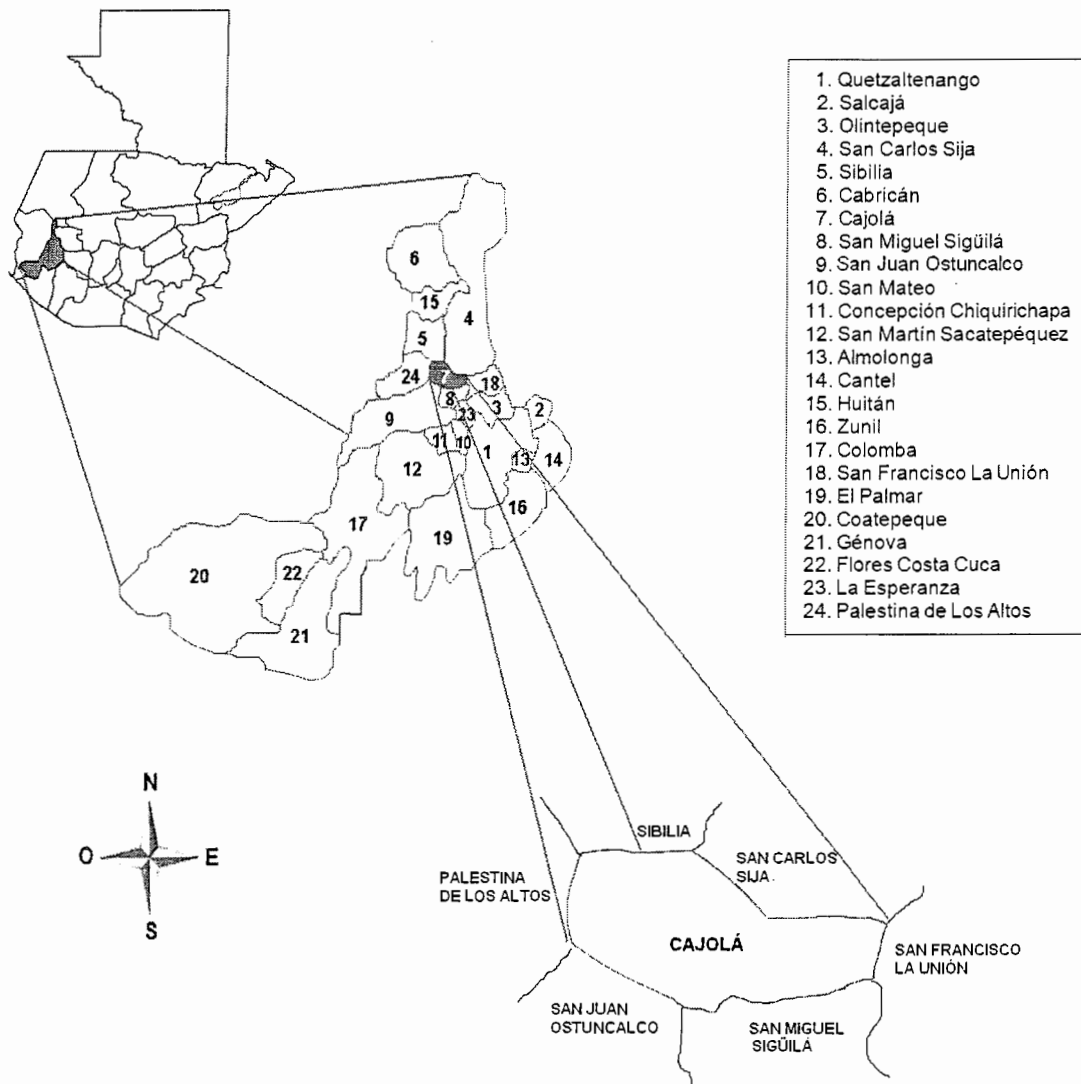 1. Quetzaltenango
2. Salcajá
3. Olintepeque
4. San Carlos Sija
5. Sibilia
6. Cabricán
7. Cajolá
8. San Miguel Sigüilá
9. San Juan Ostuncalco
10. San Mateo
11. Concepción Chiquirichapa
12. San Martín Sacatepéquez
13. Almolonga
14. Cantel
15. Huitán
16. Zunil
17. Colomba
18. San Francisco La Unión
19. El Palmar
20. Coatepeque
21. Génova
22. Flores Costa Cuca
23. La Esperanza
24. Palestina de Los Altos
6
15
4
5
24
7
18
8
3
2
9
23
11
10
1
13
14
12
16
17
19
20
22
21
N
O
E
S
SIBILIA
SAN CARLOS
SIJA
PALESTINA
DE LOS ALTOS
CAJOLÁ
SAN FRANCISCO
LA UNIÓN
SAN JUAN
OSTUNCALCO
SAN MIGUEL
SIGÜILÁ